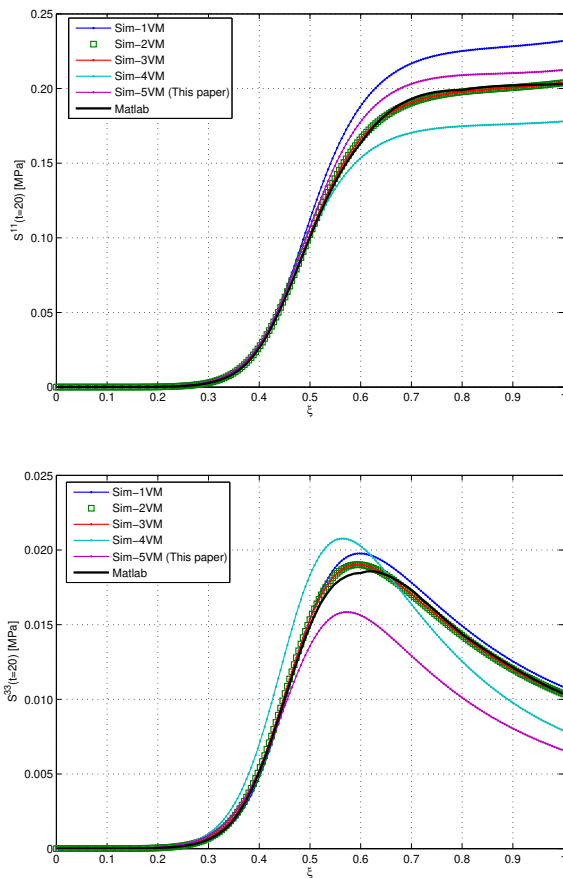 0.25
0.20
0.15
0.10
0.05
0
S11(t=20) [MPa]
Sim−1VM
Sim−2VM
Sim−3VM
Sim−4VM
Sim−5VM (This paper)
Matlab
0 0.1 0.2 0.3 0.4 0.5 0.6 0.7 0.8 0.9 1
ξ
0.025
0.020
0.015
0.010
0.005
0
S33(t=20) [MPa]
Sim−1VM
Sim−2VM
Sim−3VM
Sim−4VM
Sim−5VM (This paper)
Matlab
0 0.1 0.2 0.3 0.4 0.5 0.6 0.7 0.8 0.9 1
ξ